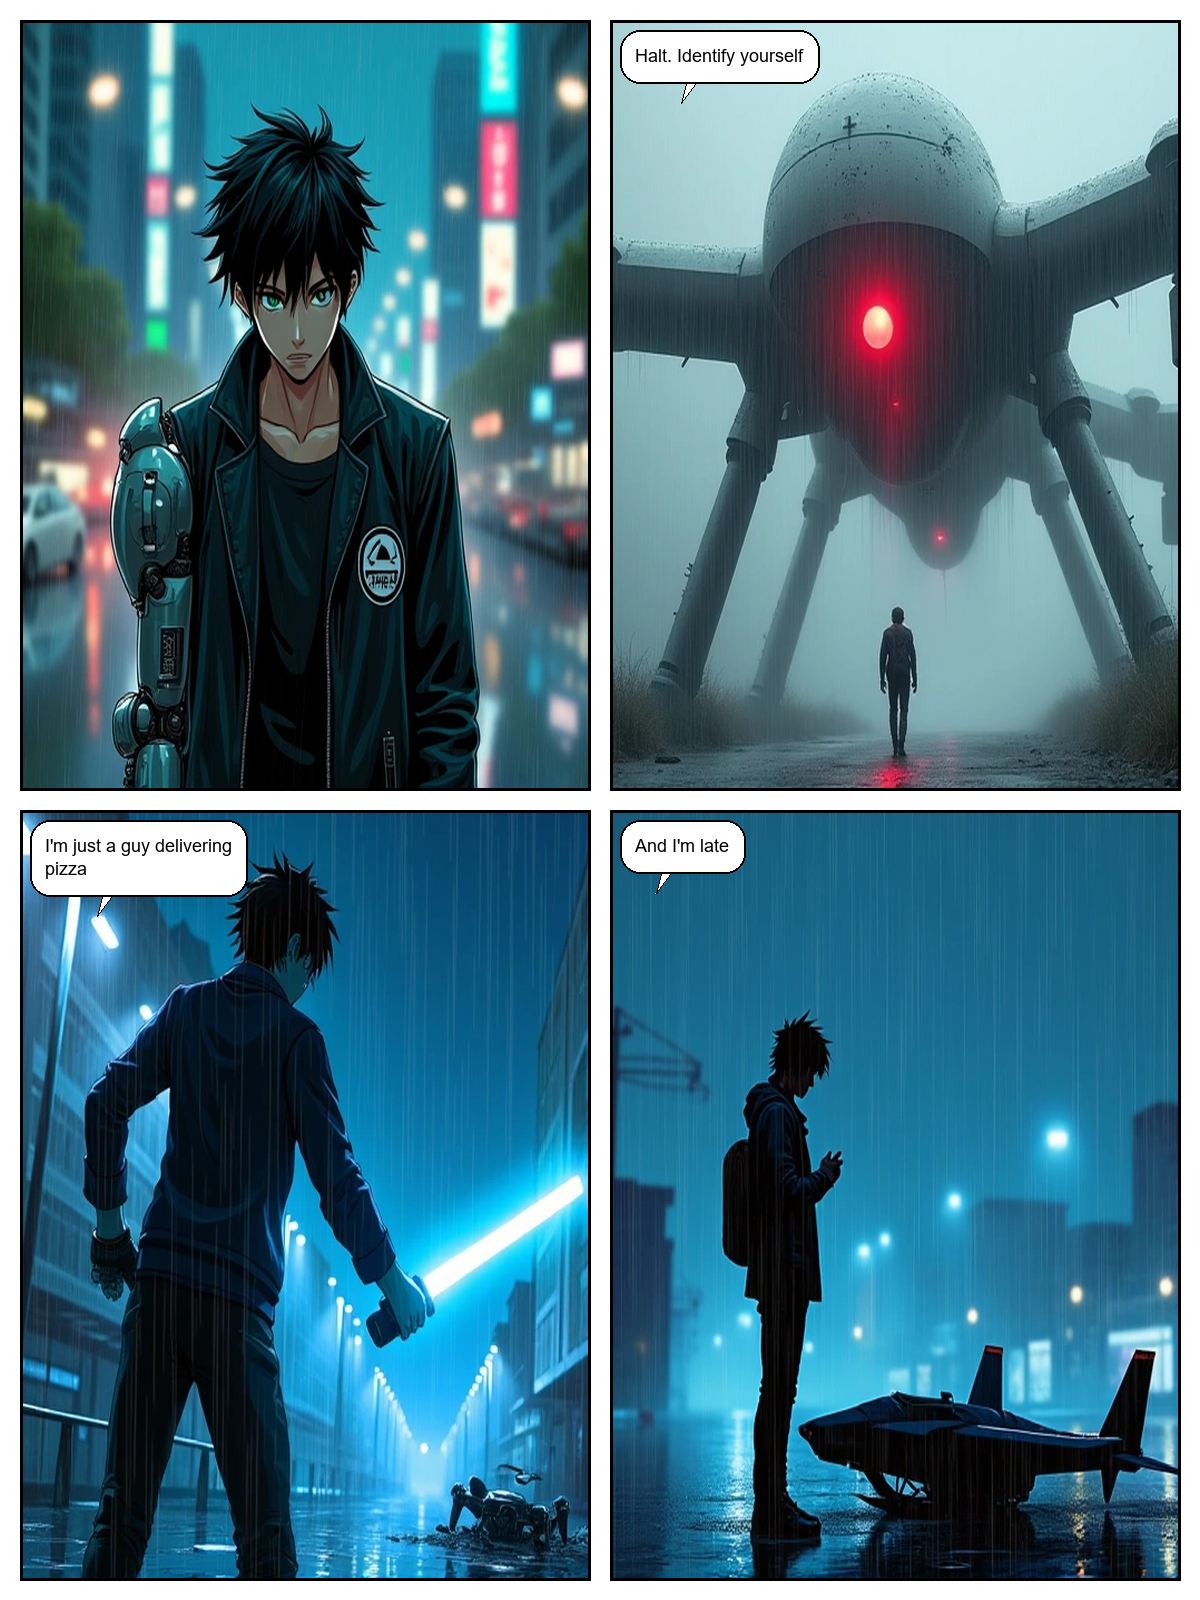 Halt. Identify yourself
I'm just a guy delivering
pizza
And I'm late